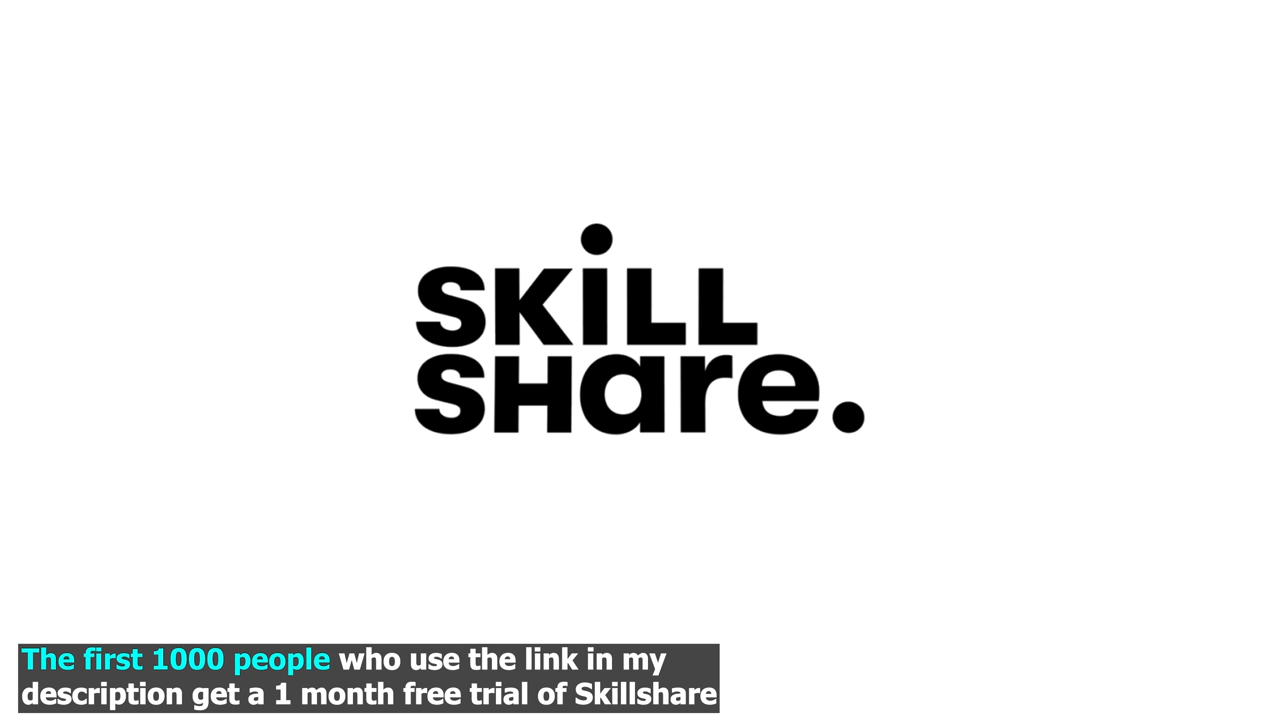 SKiLL
SHare.
The first 1000 people who use the link in my
description get a 1 month free trial of Skillshare